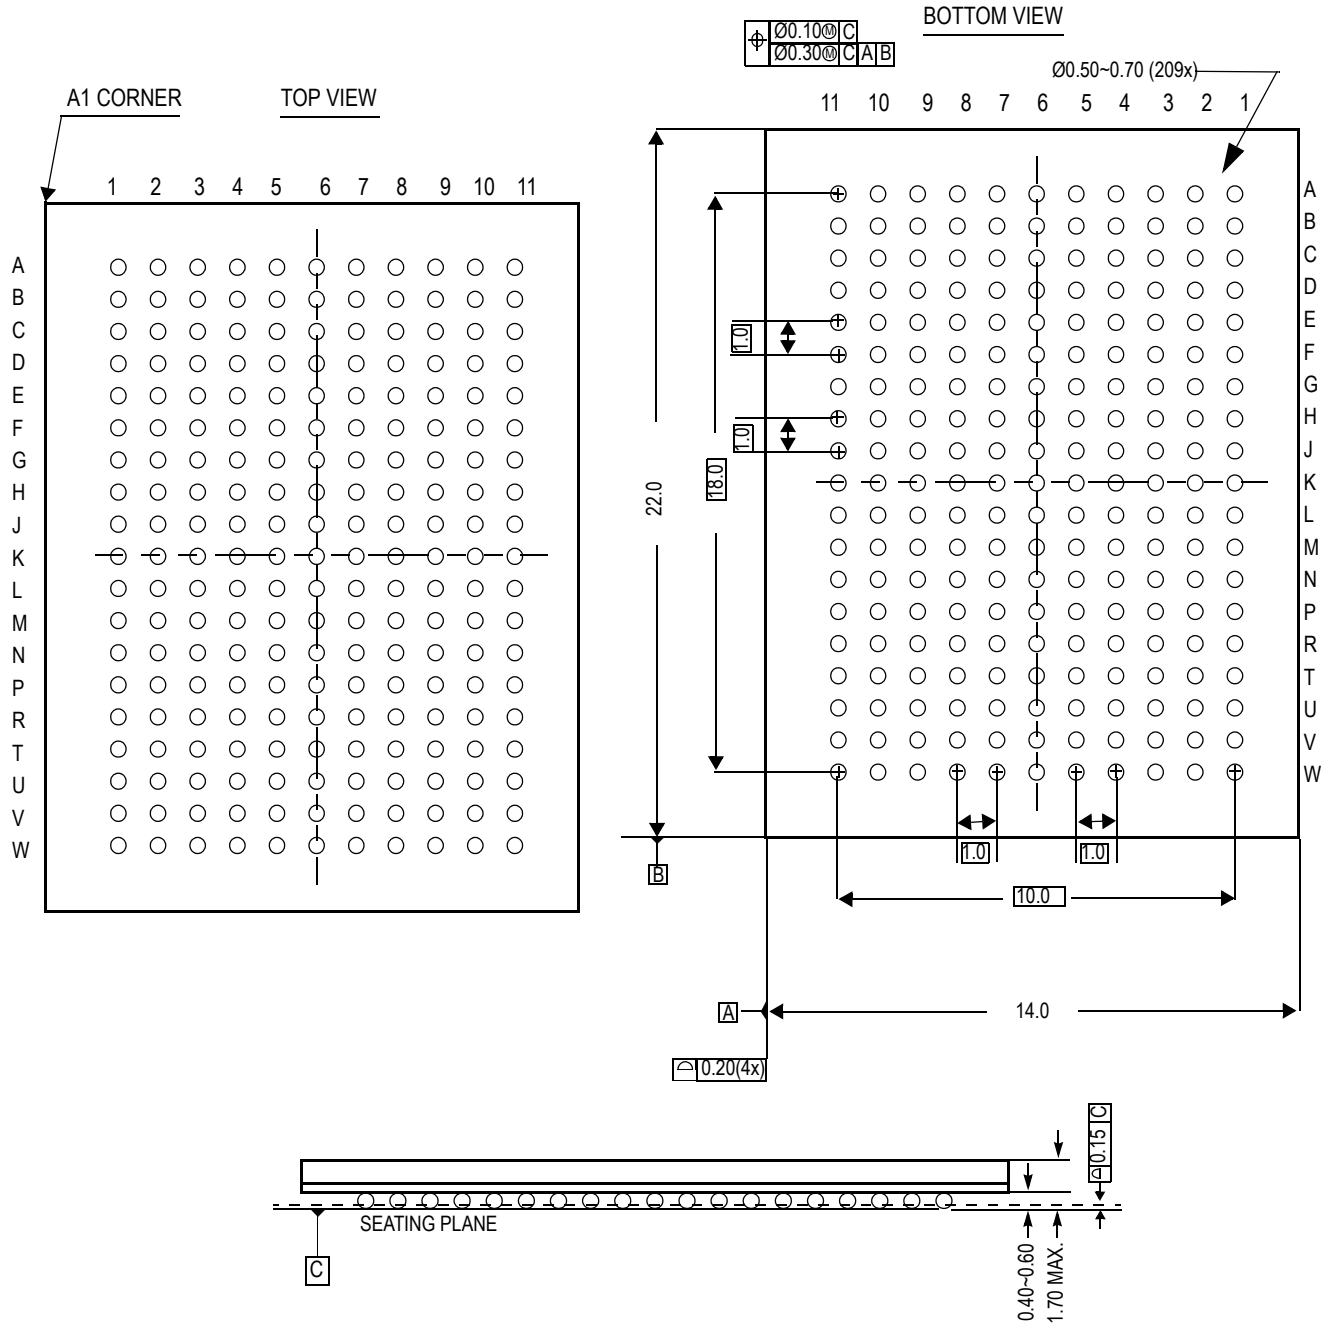 BOTTOM VIEW
Ø0.10Ⓜ C
Ø0.30Ⓜ C A B
Ø0.50~0.70 (209x)
A1 CORNER
TOP VIEW
11 10 9 8 7 6 5 4 3 2 1
1 2 3 4 5 6 7 8 9 10 11
A
B
C
D
E
F
G
H
J
K
L
M
N
P
R
T
U
V
W
22.0
18.0
1.0
1.0
A
B
C
D
E
F
G
H
J
K
L
M
N
P
R
T
U
V
W
1.0
1.0
B
10.0
A
14.0
0.20(4x)
0.15 C
SEATING PLANE
C
0.40~0.60
1.70 MAX.